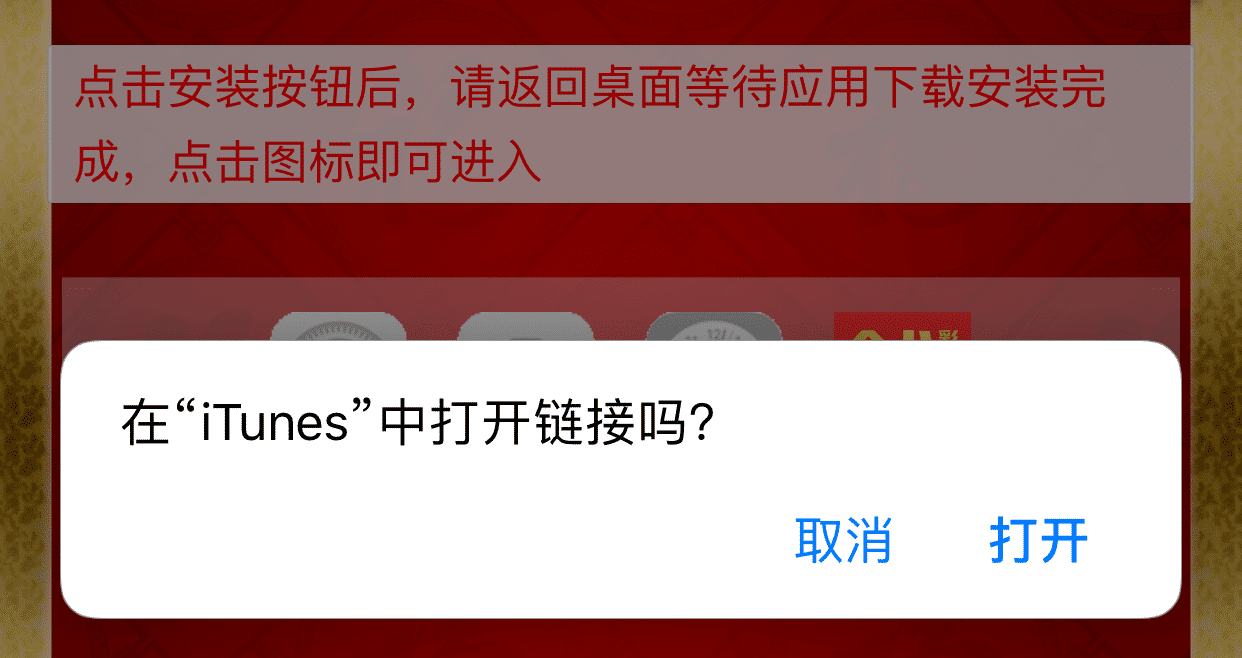 点击安装按钮后，请返回桌面等待应用下载安装完
成，点击图标即可进入
彩
在“iTunes”中打开链接吗？
取消
打开